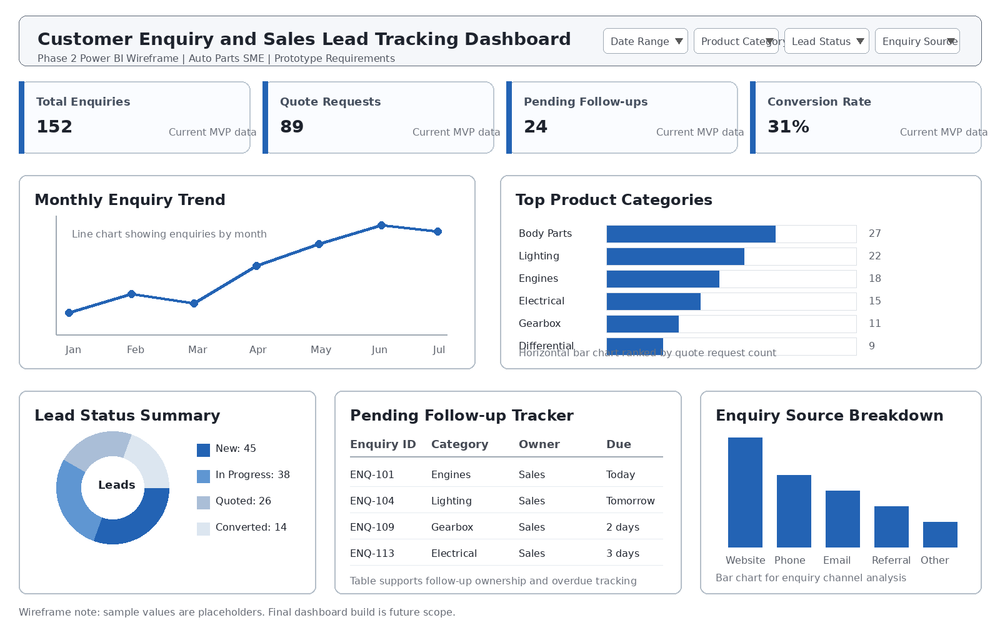 Customer Enquiry and Sales Lead Tracking Dashboard
Phase 2 Power BI Wireframe | Auto Parts SME | Prototype Requirements
Date Range
Product Category
Lead Status
Enquiry Source
Total Enquiries
152
Current MVP data
Quote Requests
89
Current MVP data
Pending Follow-ups
24
Current MVP data
Conversion Rate
31%
Current MVP data
Monthly Enquiry Trend
Line chart showing enquiries by month
Jan Feb Mar Apr May Jun Jul
Top Product Categories
Body Parts 27
Lighting 22
Engines 18
Electrical 15
Gearbox 11
Differential 9
Horizontal bar chart ranked by quote request count
Lead Status Summary
Leads
New: 45
In Progress: 38
Quoted: 26
Converted: 14
Pending Follow-up Tracker
Enquiry ID Category Owner Due
ENQ-101 Engines Sales Today
ENQ-104 Lighting Sales Tomorrow
ENQ-109 Gearbox Sales 2 days
ENQ-113 Electrical Sales 3 days
Table supports follow-up ownership and overdue tracking
Enquiry Source Breakdown
Website Phone Email Referral Other
Bar chart for enquiry channel analysis
Wireframe note: sample values are placeholders. Final dashboard build is future scope.